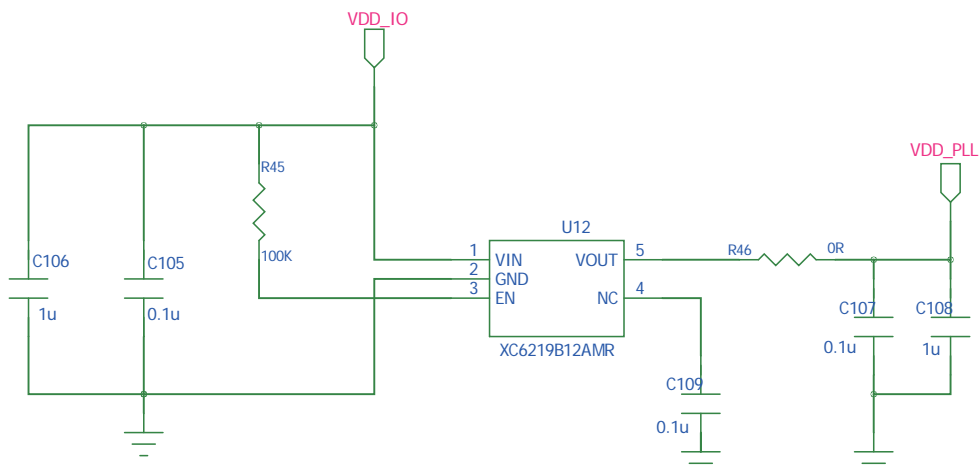 VDD_IO
VDD_PLL
R45
100K
C106
1u
C105
0.1u
U12
1 VIN VOUT 5
2 GND
3 EN NC 4
XC6219B12AMR
R46 0R
C107
0.1u
C108
1u
C109
0.1u